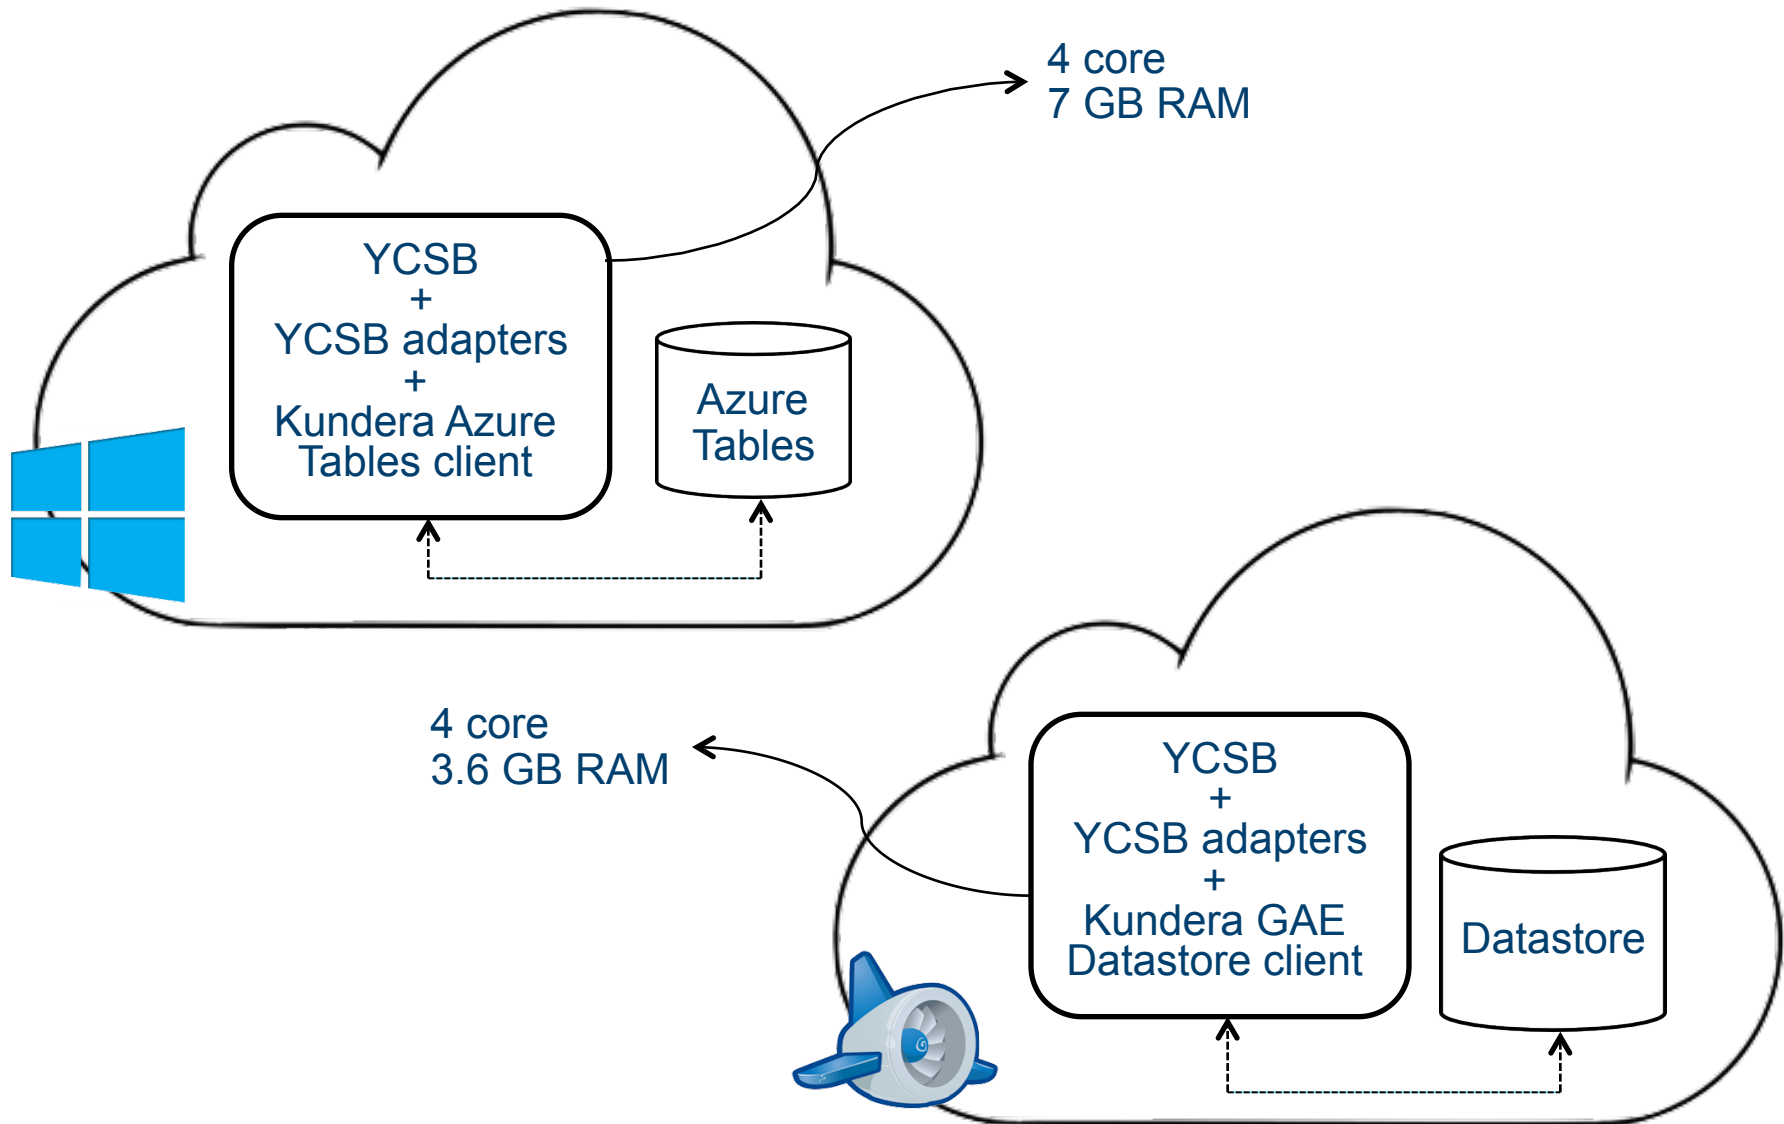 4 core
7 GB RAM
YCSB
+
YCSB adapters
+
Kundera Azure
Tables client
Azure
Tables
4 core
3.6 GB RAM
YCSB
+
YCSB adapters
+
Kundera GAE
Datastore client
Datastore